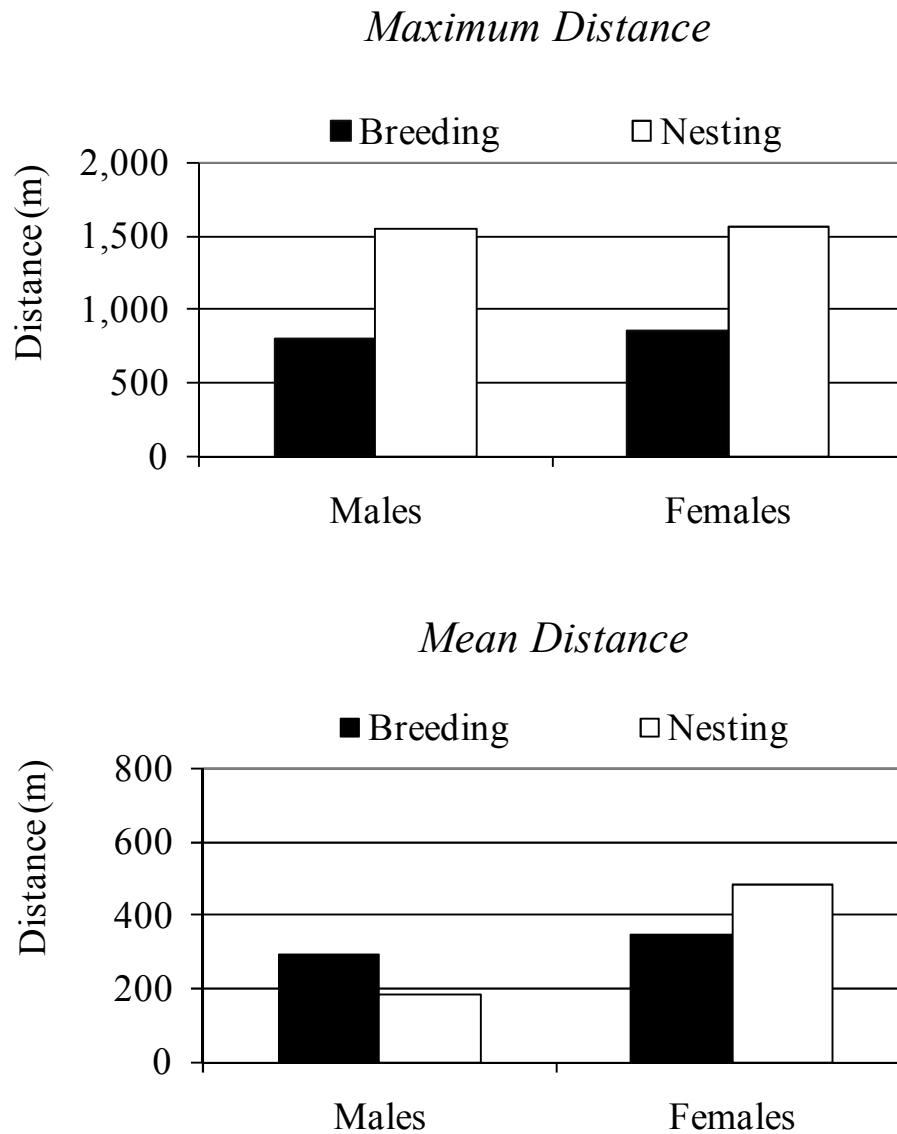 Maximum Distance
Breeding Nesting
Distance (m)
2,000
1,500
1,000
500
0
Males Females
Mean Distance
Breeding Nesting
Distance (m)
800
600
400
200
0
Males Females